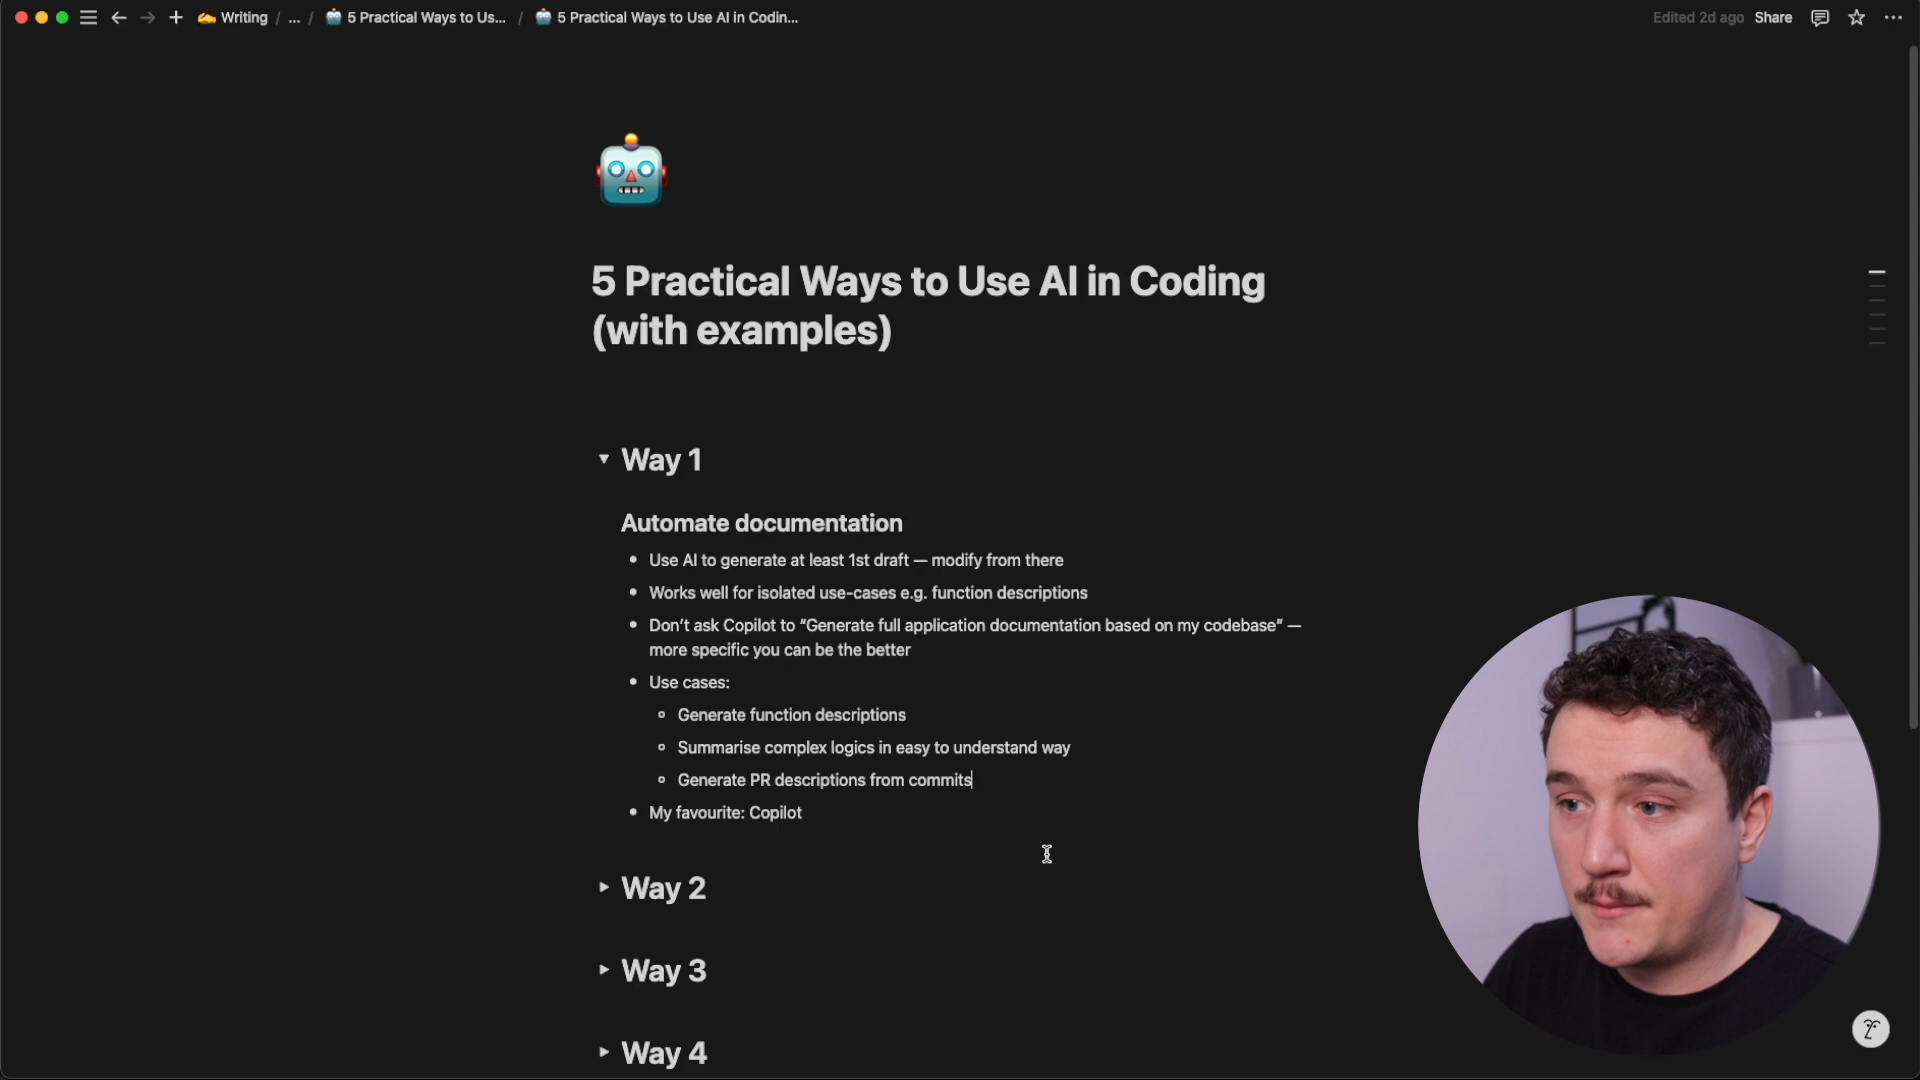 Writing / ... / 5 Practical Ways to Us... / 5 Practical Ways to Use AI in Codin...
Edited 2d ago Share
5 Practical Ways to Use AI in Coding
(with examples)
Way 1
Automate documentation
Use AI to generate at least 1st draft — modify from there
Works well for isolated use-cases e.g. function descriptions
Don’t ask Copilot to “Generate full application documentation based on my codebase” —
more specific you can be the better
Use cases:
Generate function descriptions
Summarise complex logics in easy to understand way
Generate PR descriptions from commits
My favourite: Copilot
Way 2
Way 3
Way 4